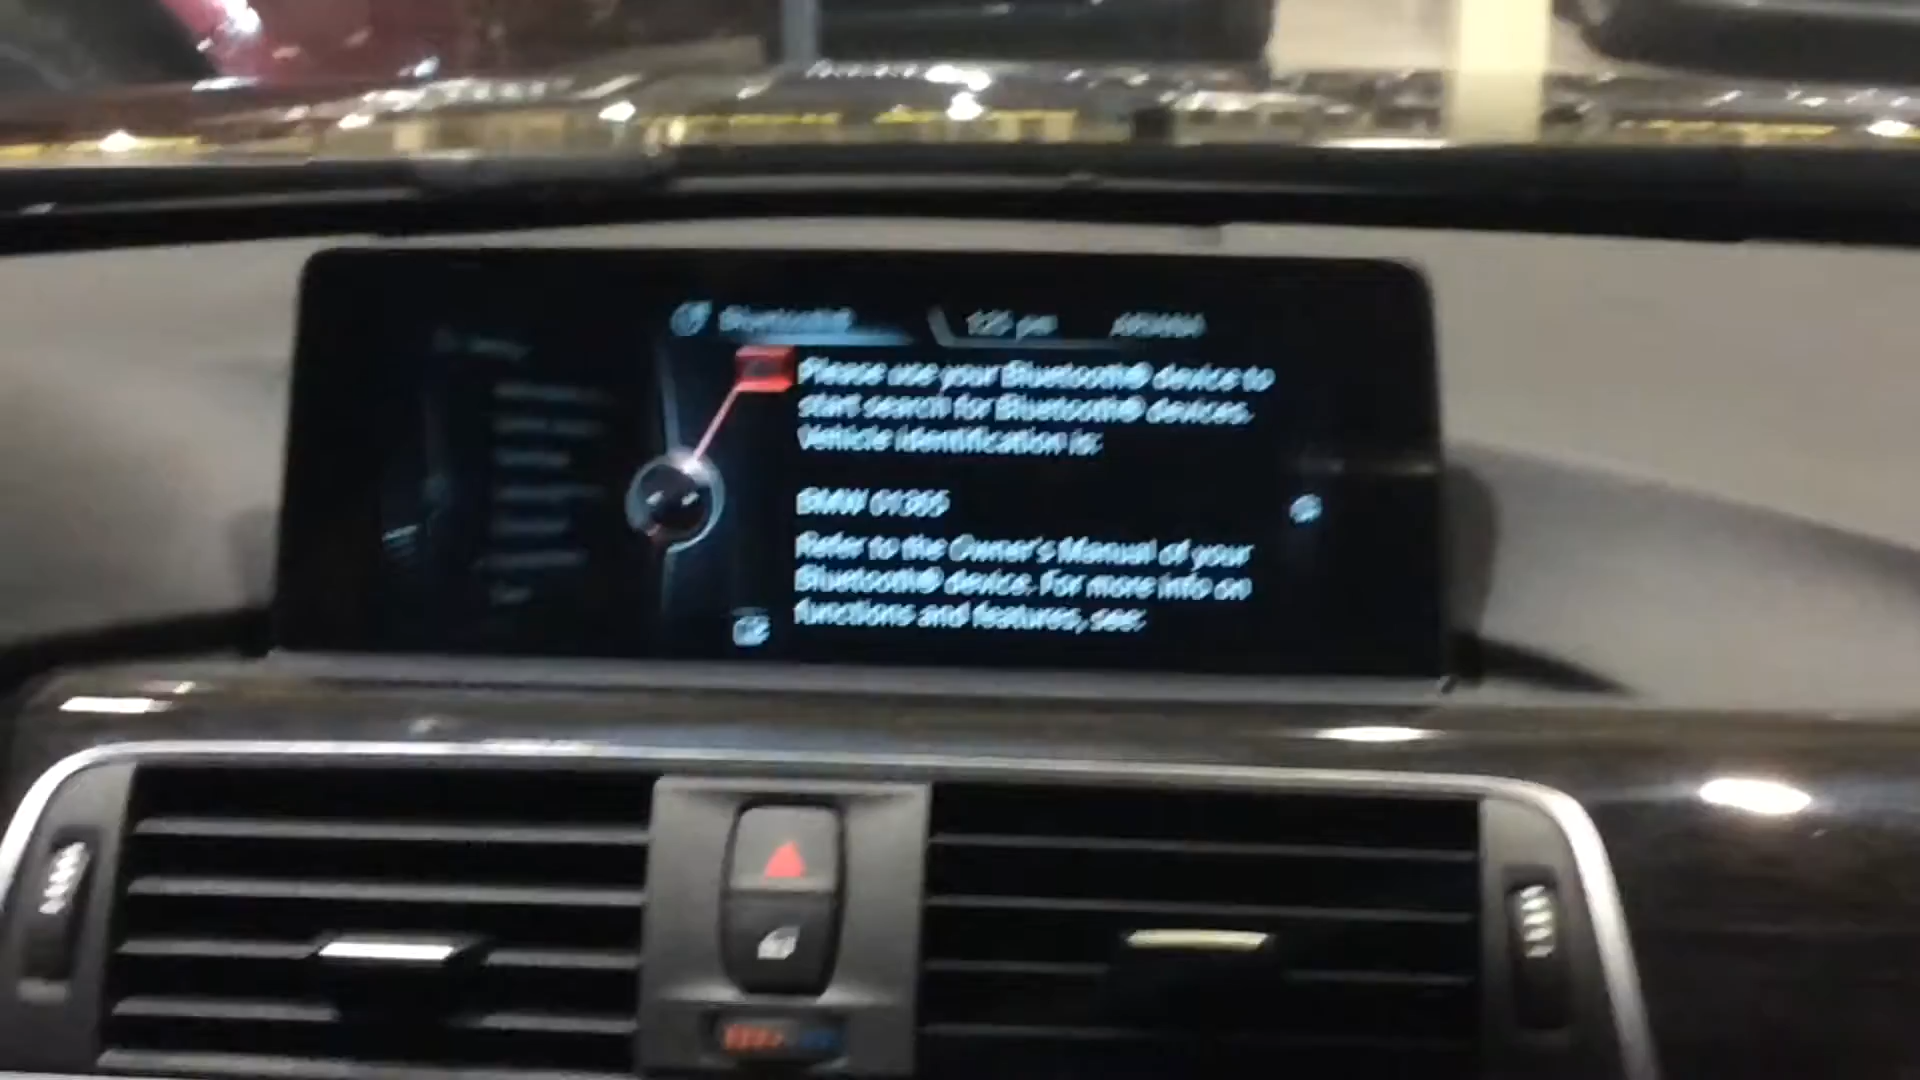 Bluetooth®
Please use your Bluetooth® device to
start search for Bluetooth® devices.
Vehicle identification is:
BMW 01365
Refer to the Owner's Manual of your
Bluetooth® device. For more info on
functions and features, see: